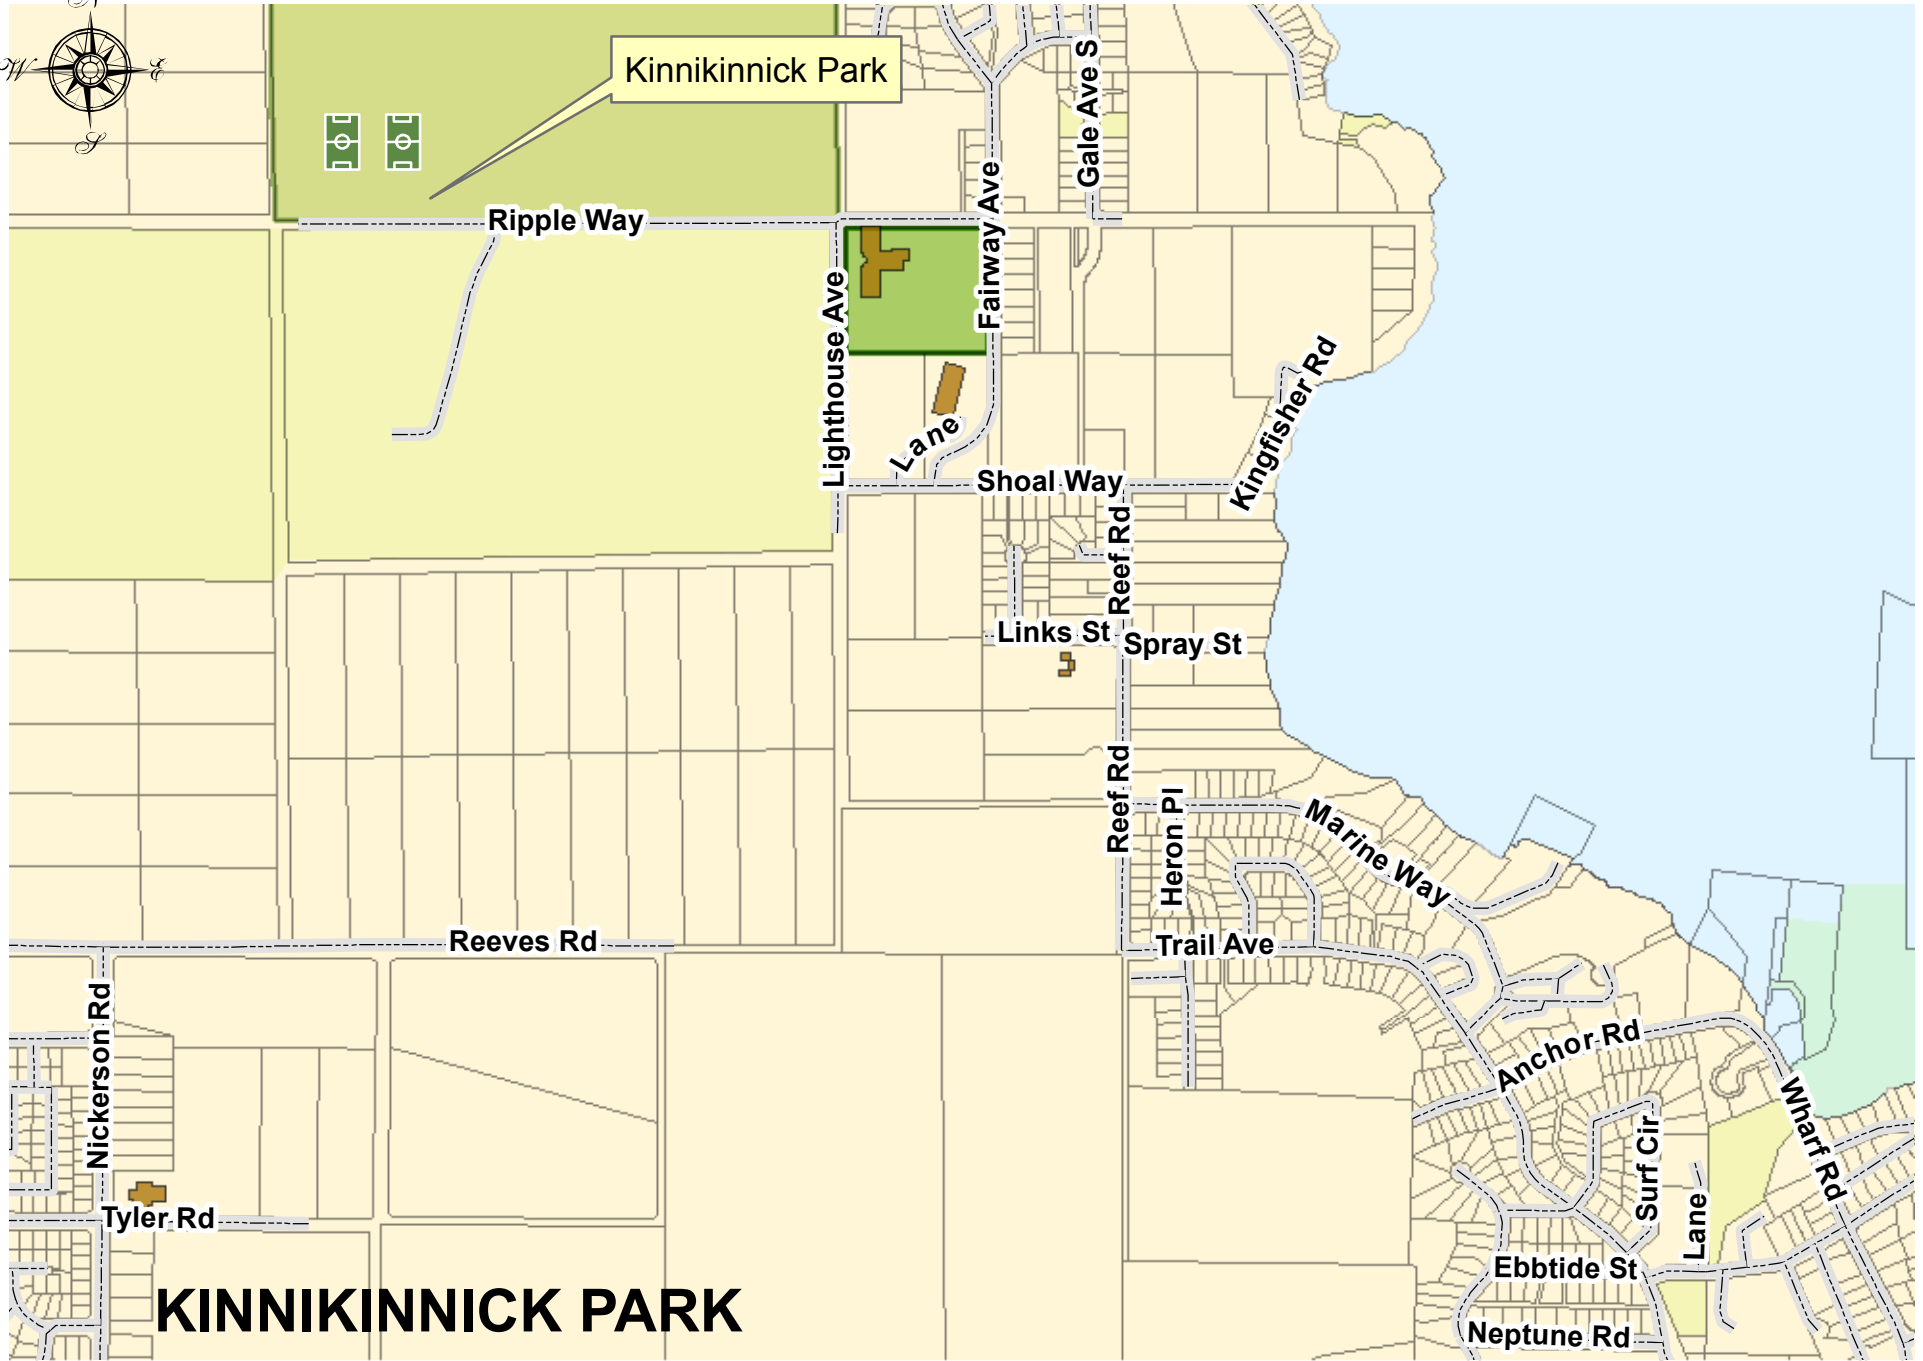 N
W
E
S
Kinnikinnick Park
Gale Ave S
Ripple Way
Fairway Ave
Lighthouse Ave
Kingfisher Rd
Lane
Shoal Way
Reef Rd
Links St
Spray St
Reef Rd
Heron Pl
Marine Way
Reeves Rd
Trail Ave
Nickerson Rd
Anchor Rd
Wharf Rd
Surf Cir
Lane
Tyler Rd
Ebbtide St
KINNIKINNICK PARK
Neptune Rd